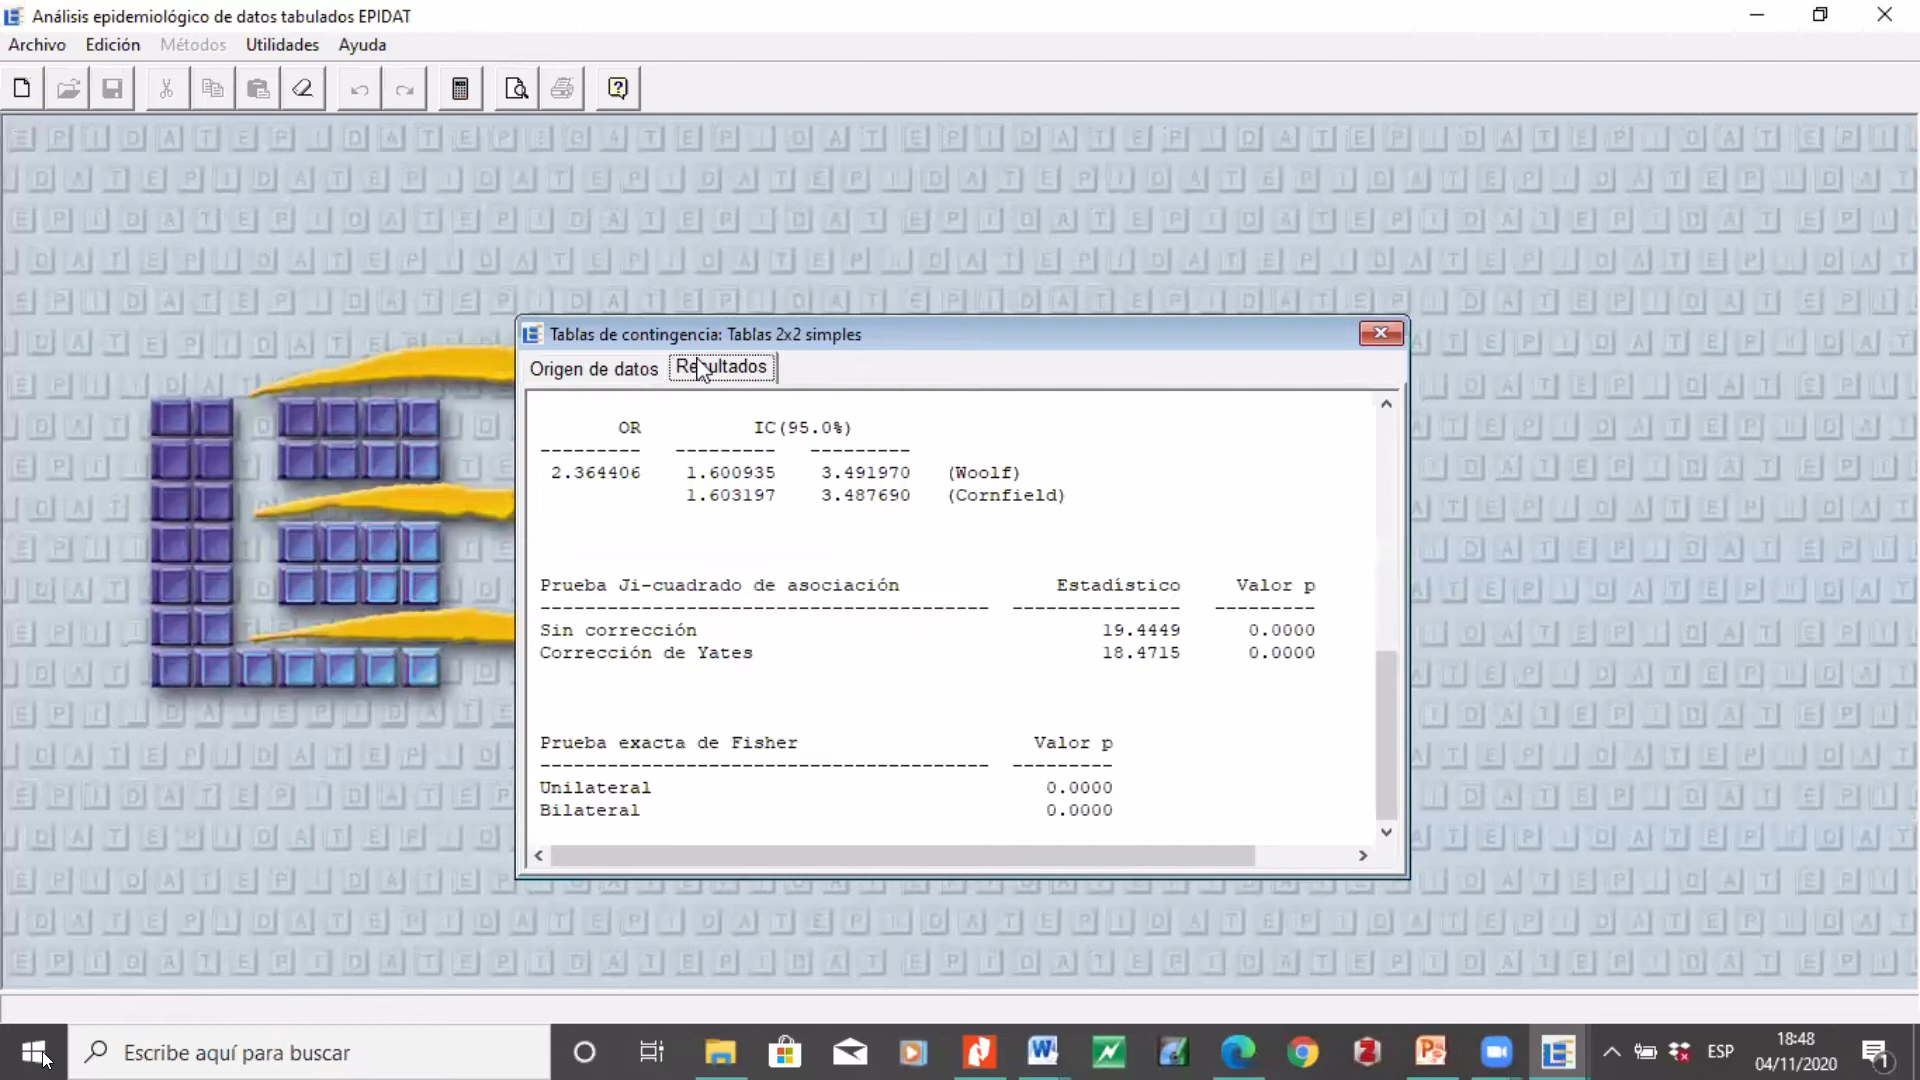 Análisis epidemiológico de datos tabulados EPIDAT
Archivo Edición Métodos Utilidades Ayuda
Tablas de contingencia: Tablas 2x2 simples
Origen de datos Resultados
OR IC(95.0%)
--------- --------- ---------
2.364406 1.600935 3.491970 (Woolf)
1.603197 3.487690 (Cornfield)
Prueba Ji-cuadrado de asociación Estadístico Valor p
---------------------------------------- --------------- ---------
Sin corrección 19.4449 0.0000
Corrección de Yates 18.4715 0.0000
Prueba exacta de Fisher Valor p
---------------------------------------- ---------
Unilateral 0.0000
Bilateral 0.0000
Escribe aquí para buscar
ESP
18:48
04/11/2020
1